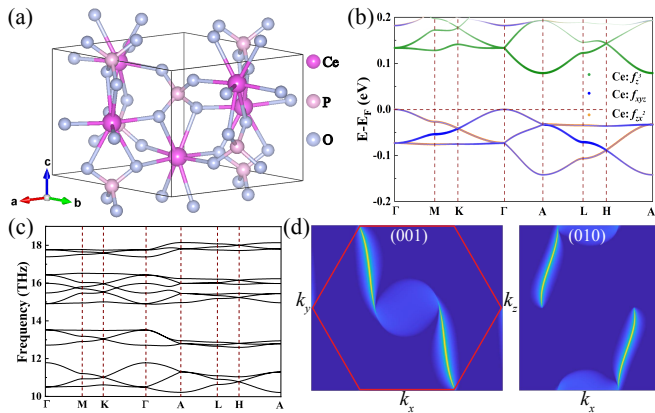 (a)
Ce
P
O
c
a
b
(b)
0.2
0.1
0.0
-0.1
-0.2
E-E_F (eV)
Ce: f_z³
Ce: f_xyz
Ce: f_zx²
Γ M K Γ A L H A
(c)
18
16
14
12
10
Frequency (THz)
Γ M K Γ A L H A
(d)
(001)
(010)
k_y
k_z
k_x
k_x